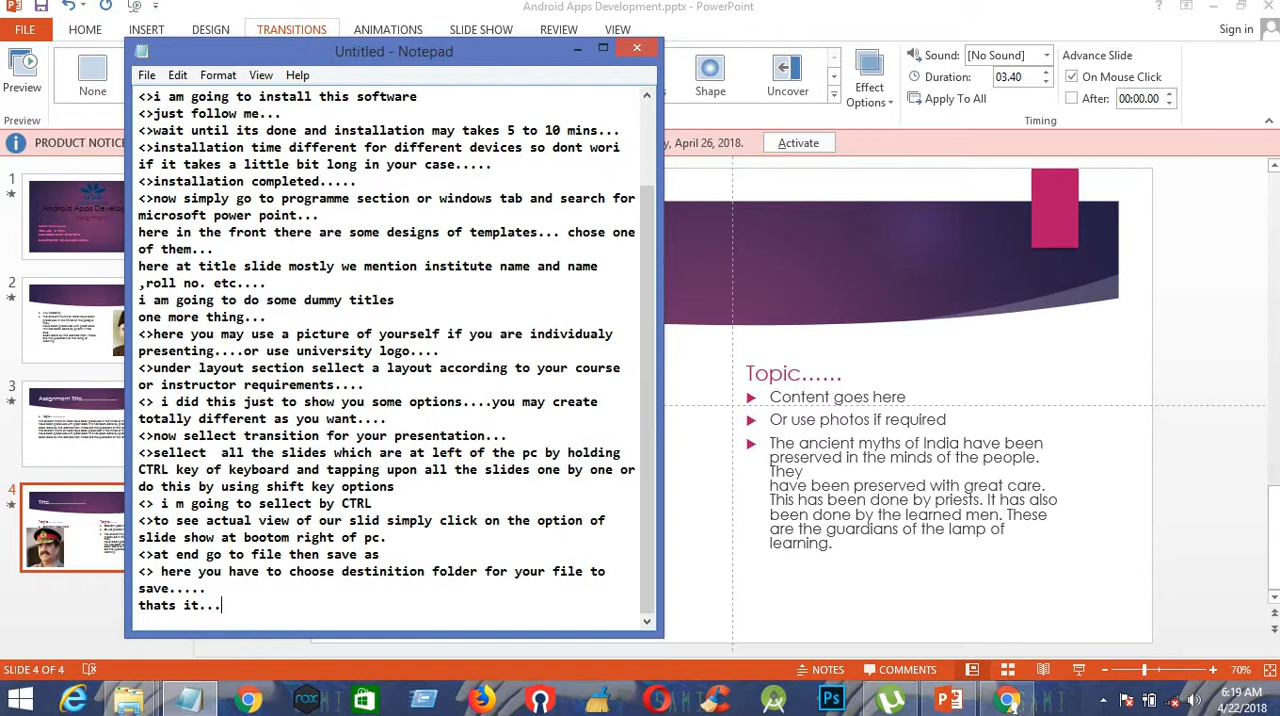 Android Apps Development.pptx - PowerPoint
FILE HOME INSERT DESIGN TRANSITIONS ANIMATIONS SLIDE SHOW REVIEW VIEW Sign in
Preview
None
Shape
Uncover
Effect
Options
Sound: [No Sound]
Duration: 03.40
Apply To All
Advance Slide
On Mouse Click
After: 00:00.00
Preview
Timing
PRODUCT NOTICE
y, April 26, 2018. Activate
Untitled - Notepad
File Edit Format View Help
<>i am going to install this software
<>just follow me...
<>wait until its done and installation may takes 5 to 10 mins...
<>installation time different for different devices so dont wori
if it takes a little bit long in your case.....
<>installation completed.....
<>now simply go to programme section or windows tab and search for
microsoft power point...
here in the front there are some designs of templates... chose one
of them...
here at title slide mostly we mention institute name and name
,roll no. etc....
i am going to do some dummy titles
one more thing...
<>here you may use a picture of yourself if you are individualy
presenting....or use university logo....
<>under layout section sellect a layout according to your course
or instructor requirements....
<> i did this just to show you some options....you may create
totally different as you want....
<>now sellect transition for your presentation...
<>sellect  all the slides which are at left of the pc by holding
CTRL key of keyboard and tapping upon all the slides one by one or
do this by using shift key options
<> i m going to sellect by CTRL
<>to see actual view of our slid simply click on the option of
slide show at bootom right of pc.
<>at end go to file then save as
<> here you have to choose destinition folder for your file to
save.....
thats it...
1
Android Apps Develo
2
3
Assignment Title
4
Title
Topic......
Content goes here
Or use photos if required
The ancient myths of India have been
preserved in the minds of the people.
They
have been preserved with great care.
This has been done by priests. It has also
been done by the learned men. These
are the guardians of the lamp of
learning.
SLIDE 4 OF 4
NOTES COMMENTS 70%
nox
Ps
6:19 AM
4/22/2018